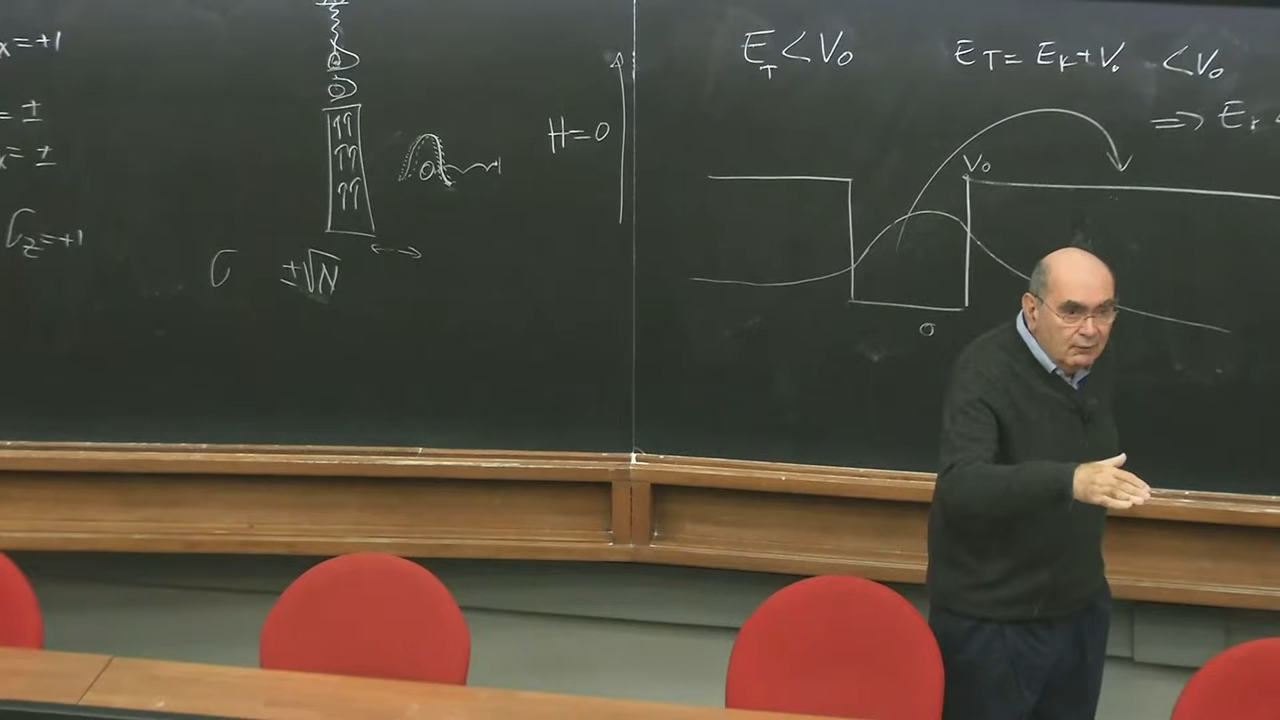 x=+1
= ±
x= ±
σz=+1
↑↑
↑↑
↑↑
σ ±√N
H=0
E_T<V₀
E_T= E_K+V₀ <V₀
⇒ E_K <
V₀
0